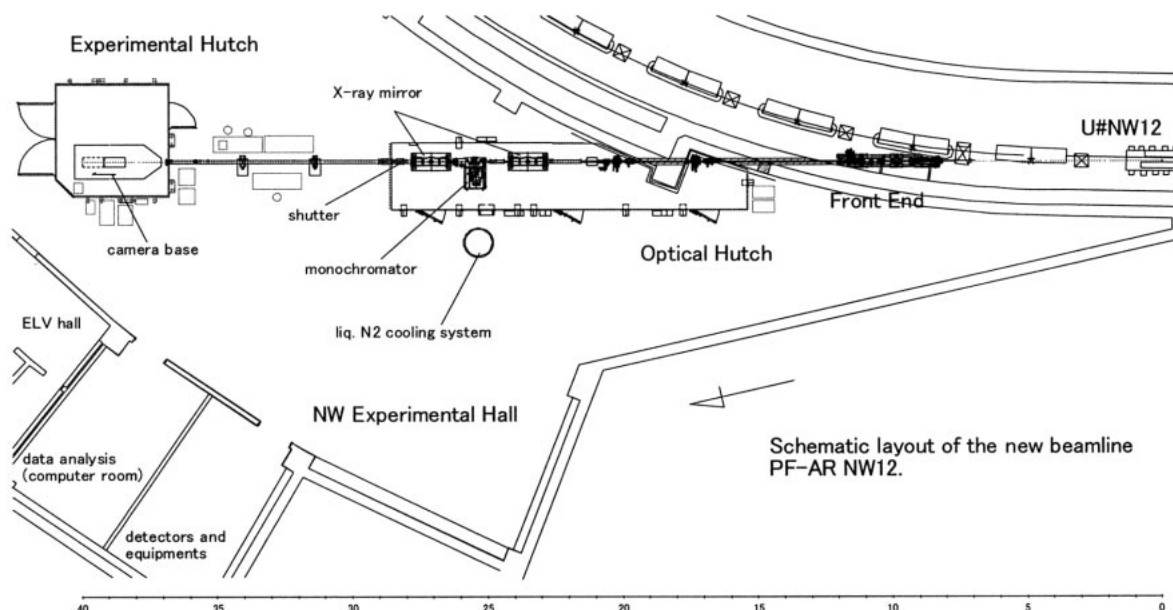 Experimental Hutch
X-ray mirror
U#NW12
Front End
shutter
camera base
monochromator
Optical Hutch
liq. N2 cooling system
ELV hall
NW Experimental Hall
data analysis
(computer room)
Schematic layout of the new beamline
PF-AR NW12.
detectors and
equipments
40 35 30 25 20 15 10 5 0